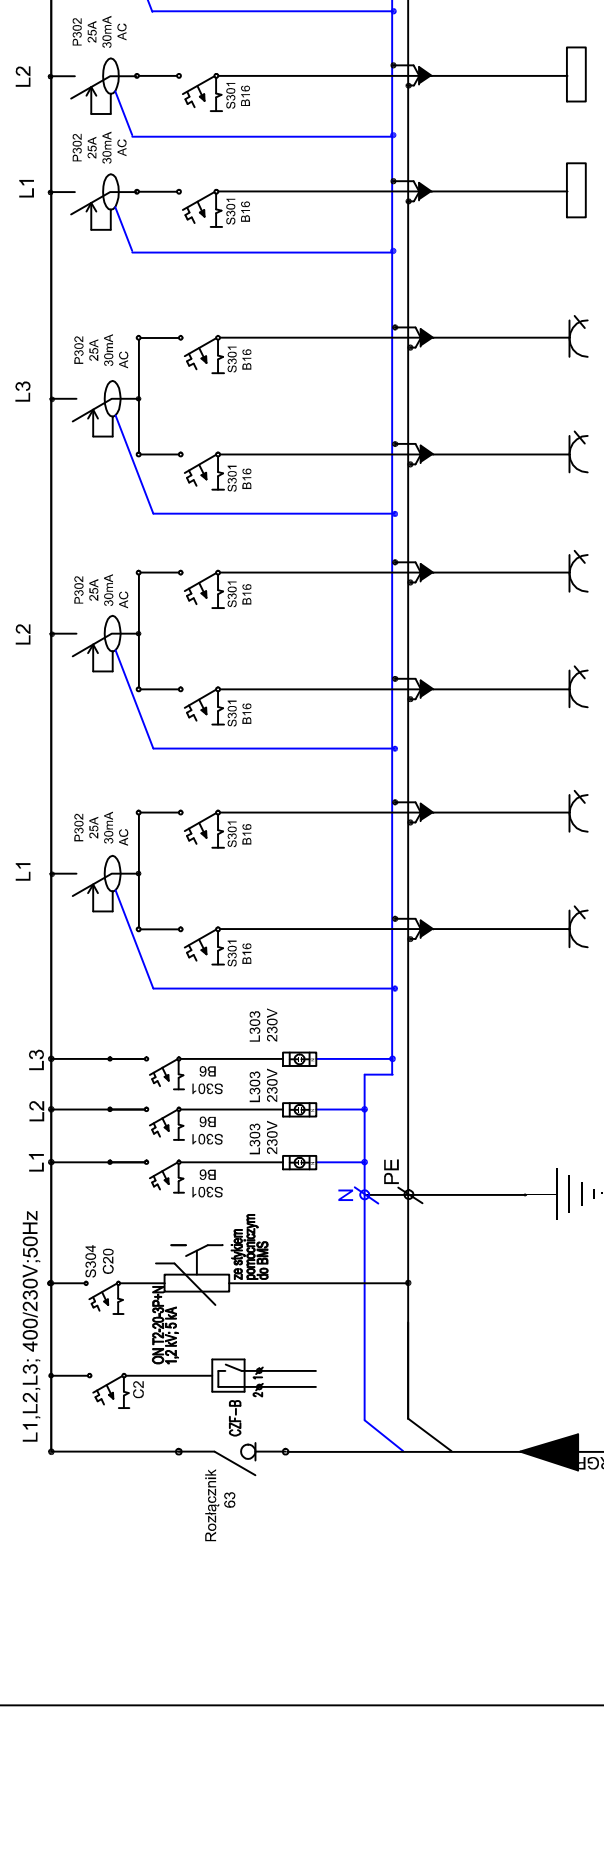 L2
P302
25A
30mA
AC
S301
B16
L1
P302
25A
30mA
AC
S301
B16
L3
P302
25A
30mA
AC
S301
B16
S301
B16
L2
P302
25A
30mA
AC
S301
B16
S301
B16
L1
P302
25A
30mA
AC
S301
B16
S301
B16
L3
S301
B6
L303
230V
L2
S301
B6
L303
230V
L1
S301
B6
L303
230V
N
PE
L1,L2,L3; 400/230V;50Hz
S304
C20
ON T2-20-3P+N
1,2 kV; 5 kA
ze stykiem
pomocniczym
do BMS
C2
CZF-B
2 1
Rozłącznik
63